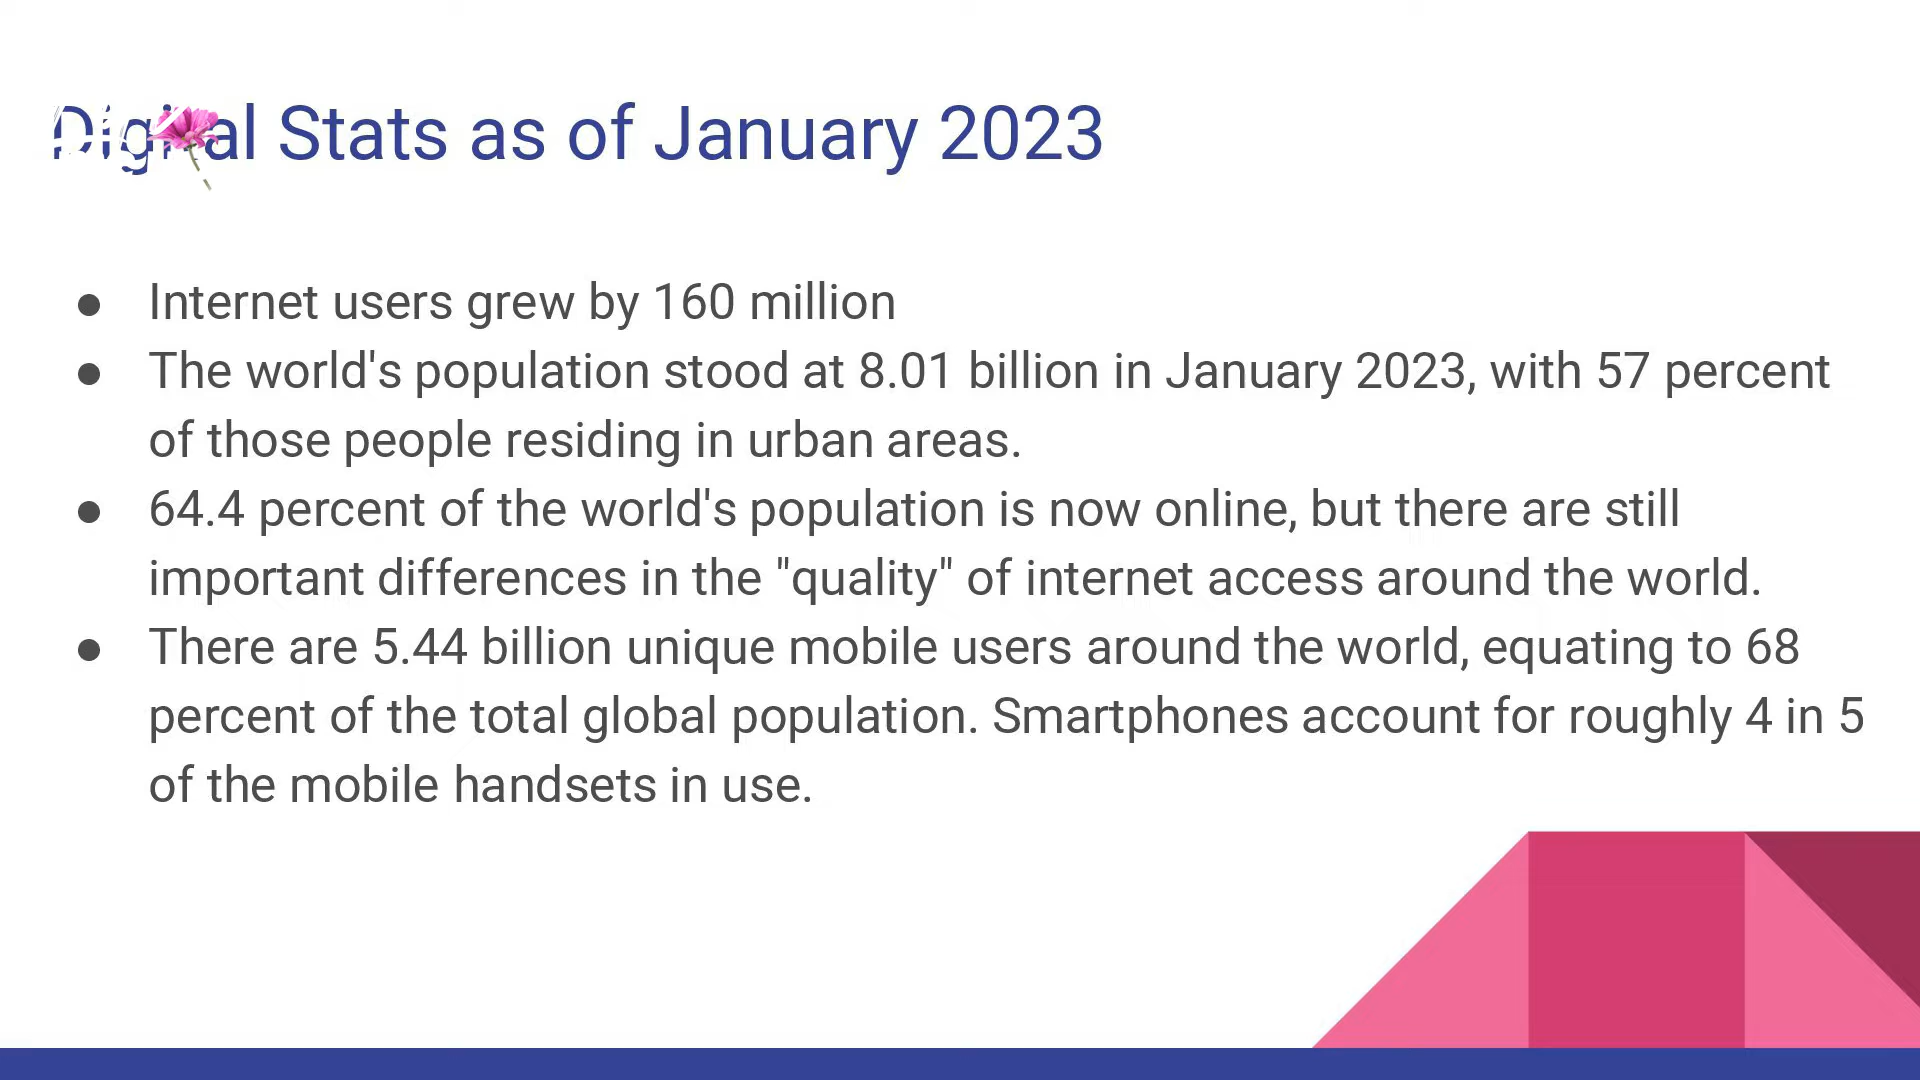 Digital Stats as of January 2023
● Internet users grew by 160 million
● The world's population stood at 8.01 billion in January 2023, with 57 percent
of those people residing in urban areas.
● 64.4 percent of the world's population is now online, but there are still
important differences in the "quality" of internet access around the world.
● There are 5.44 billion unique mobile users around the world, equating to 68
percent of the total global population. Smartphones account for roughly 4 in 5
of the mobile handsets in use.